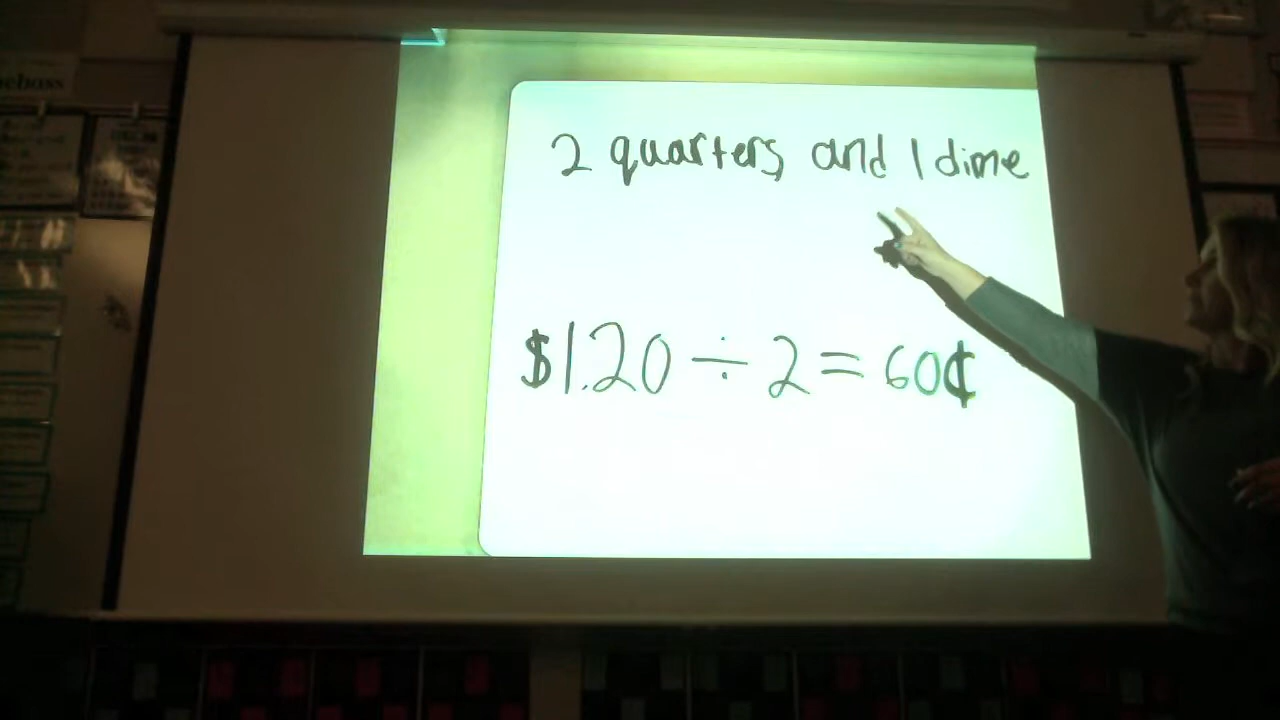 2 quarters and 1 dime
$1.20 ÷ 2 = 60¢